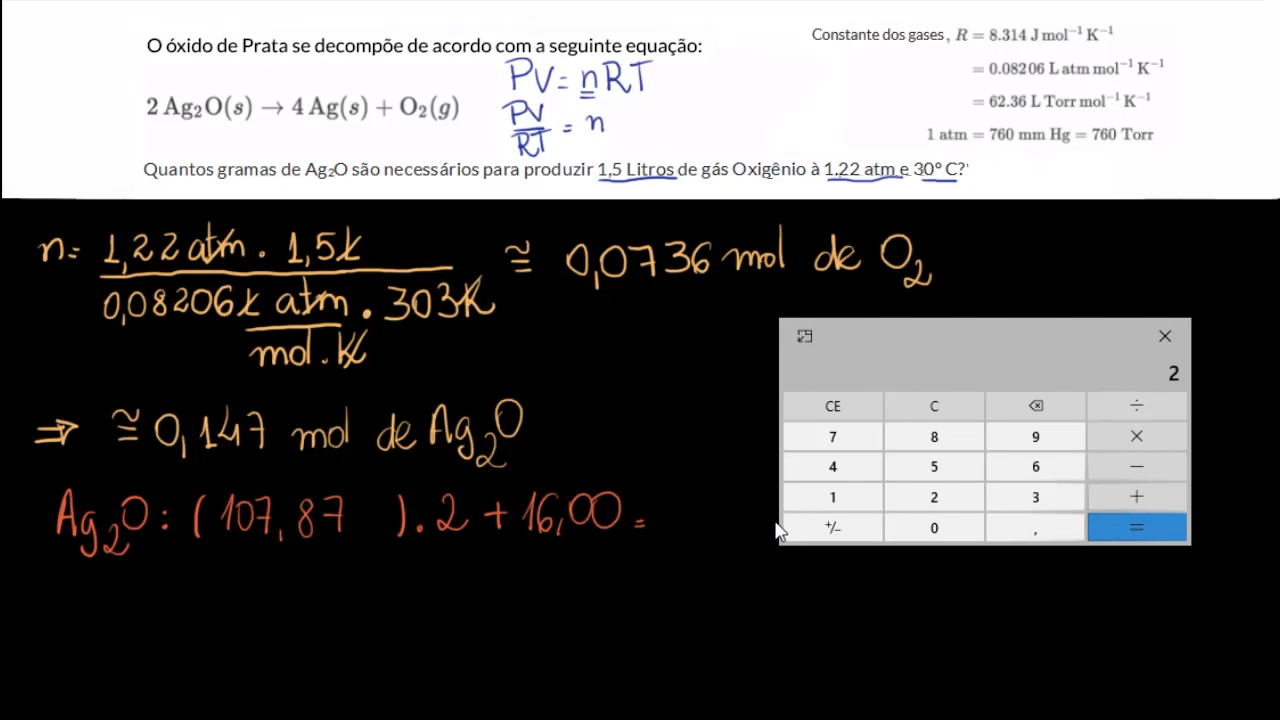 O óxido de Prata se decompõe de acordo com a seguinte equação:
2 Ag₂O(s) → 4 Ag(s) + O₂(g)
PV = nRT
PV/RT = n
Constante dos gases, R = 8.314 J mol⁻¹ K⁻¹
= 0.08206 L atm mol⁻¹ K⁻¹
= 62.36 L Torr mol⁻¹ K⁻¹
1 atm = 760 mm Hg = 760 Torr
Quantos gramas de Ag₂O são necessários para produzir 1,5 Litros de gás Oxigênio à 1.22 atm e 30° C?'
n= 1,22 atm . 1,5 L ≅ 0,0736 mol de O₂
0,08206 L atm . 303 K
mol . K
⇒ ≅ 0,147 mol de Ag₂O
Ag₂O : ( 107,87 ) . 2 + 16,00 =
2
CE C ⌫ ÷
7 8 9 ×
4 5 6 −
1 2 3 +
+/− 0 , =